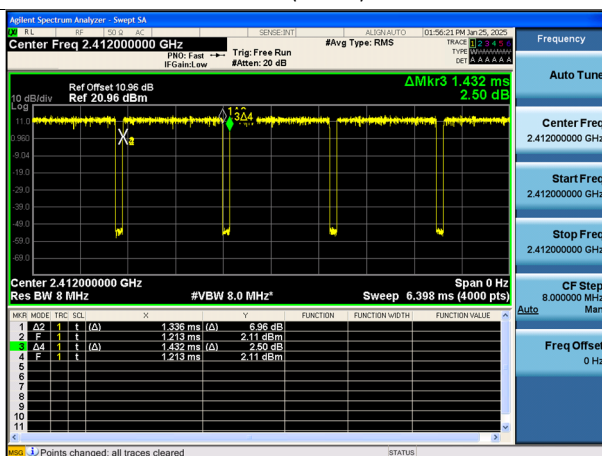 Agilent Spectrum Analyzer - Swept SA
RL RF 50 Ω AC SENSE:INT ALIGN AUTO 01:56:21 PM Jan 25, 2025
Center Freq 2.412000000 GHz #Avg Type: RMS TRACE 1 2 3 4 5 6
PNO: Fast Trig: Free Run TYPE
IFGain:Low #Atten: 20 dB DET A A A A A A
Ref Offset 10.96 dB ΔMkr3 1.432 ms
10 dB/div Ref 20.96 dBm 2.50 dB
Log
11.0
0.960
-9.04
-19.0
-29.0
-39.0
-49.0
-59.0
-69.0
3Δ4
Center 2.412000000 GHz Span 0 Hz
Res BW 8 MHz #VBW 8.0 MHz* Sweep 6.398 ms (4000 pts)
MKR MODE TRC SCL X Y FUNCTION FUNCTION WIDTH FUNCTION VALUE
1 Δ2 1 t (Δ) 1.336 ms (Δ) 6.96 dB
2 F 1 t 1.213 ms 2.11 dBm
3 Δ4 1 t (Δ) 1.432 ms (Δ) 2.50 dB
4 F 1 t 1.213 ms 2.11 dBm
5
6
7
8
9
10
11
MSG Points changed; all traces cleared STATUS
Frequency
Auto Tune
Center Freq
2.412000000 GHz
Start Freq
2.412000000 GHz
Stop Freq
2.412000000 GHz
CF Step
8.000000 MHz
Auto Man
Freq Offset
0 Hz